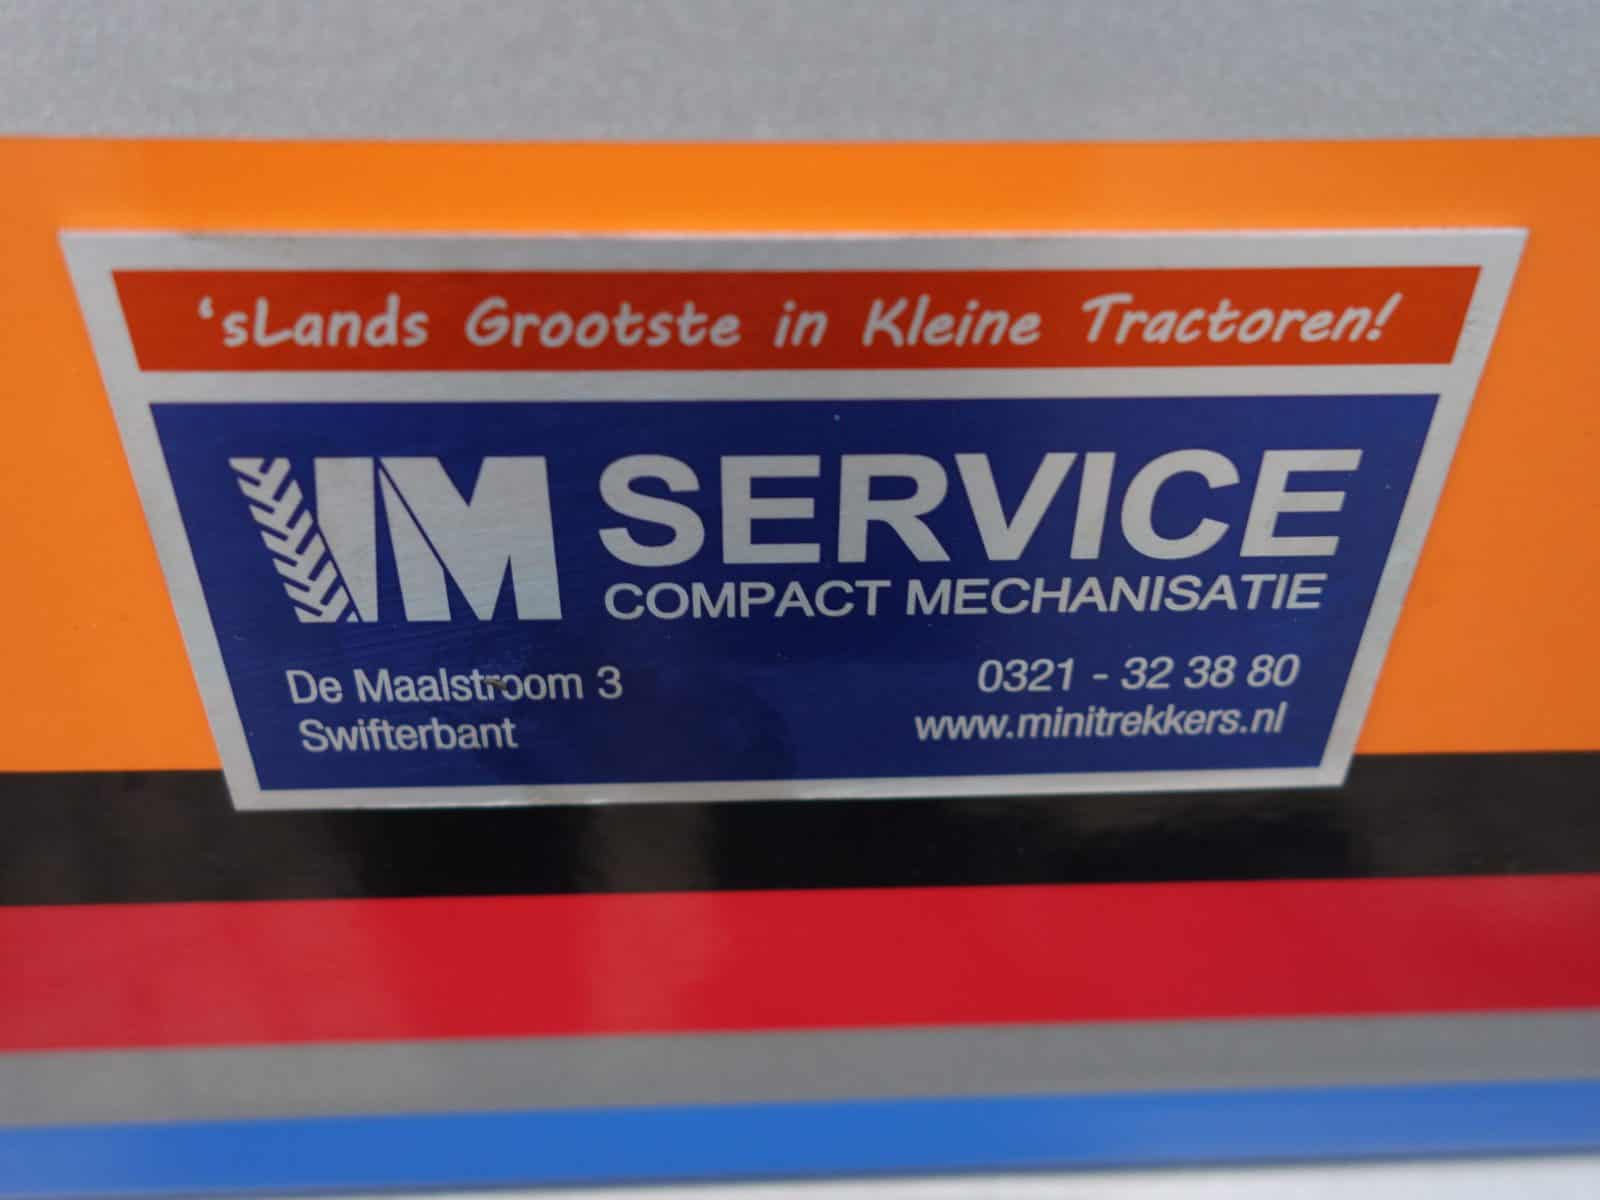 'sLands Grootste in Kleine Tractoren!
IM SERVICE
COMPACT MECHANISATIE
De Maalstroom 3
Swifterbant
0321 - 32 38 80
www.minitrekkers.nl